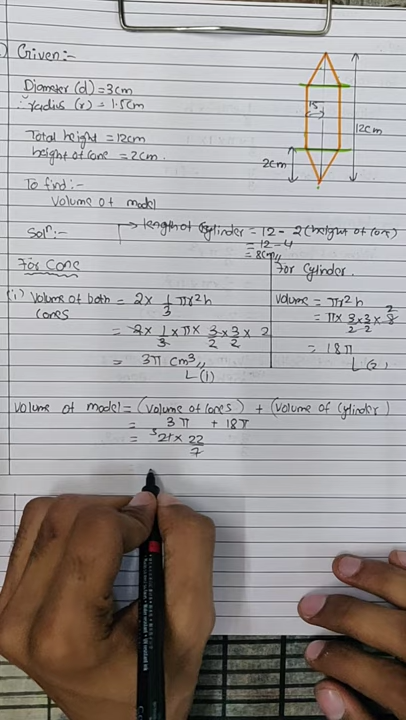 Given:-
Diameter (d) = 3cm
∴ radius (r) = 1.5cm
Total height = 12cm
height of cone = 2cm.
15
12cm
2cm
To find:-
Volume of model
Solⁿ:-
→ length of cylinder = 12 - 2(height of cone)
= 12 - 4
= 8cm
For Cone
(i) Volume of both cones = 2 x 1/3 πr²h
= 2 x 1/3 x π x 3/2 x 3/2 x 2
= 3π cm³
L(1)
For Cylinder.
Volume = πr²h
= π x 3/2 x 3/2 x 8 2
= 18π
L(2)
Volume of model = (Volume of cones) + (Volume of cylinder)
= 3π + 18π
= 21 3 x 22/7